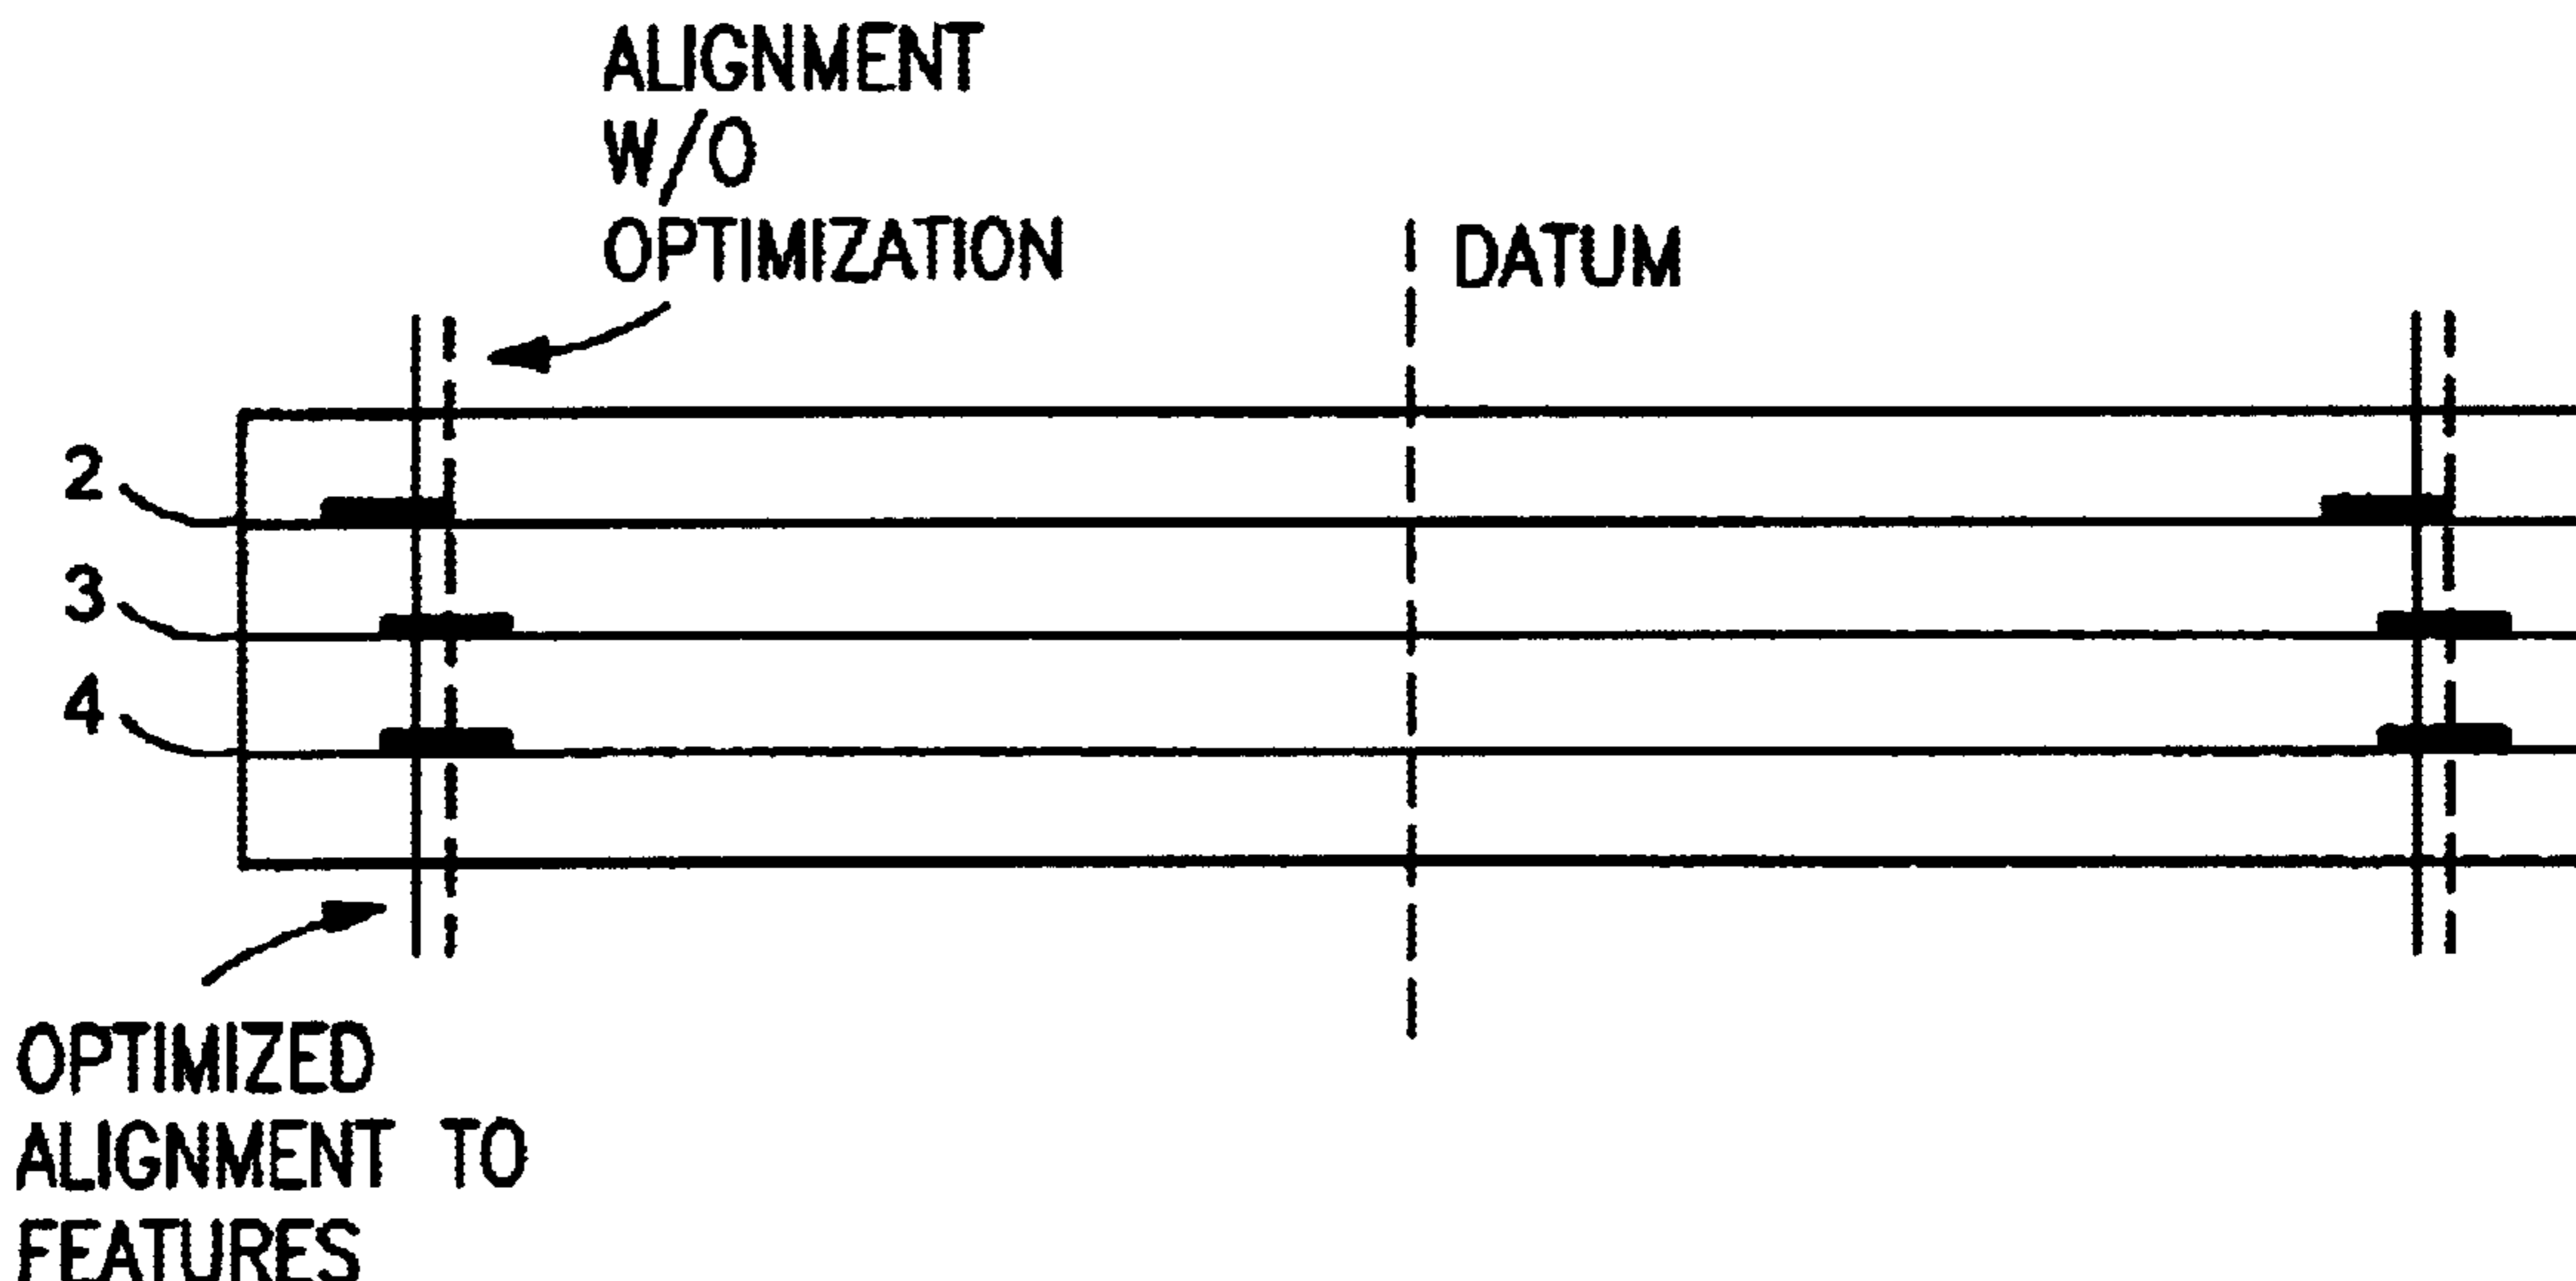 ALIGNMENT
W/O
OPTIMIZATION
DATUM
2
3
4
OPTIMIZED
ALIGNMENT TO
FEATURES